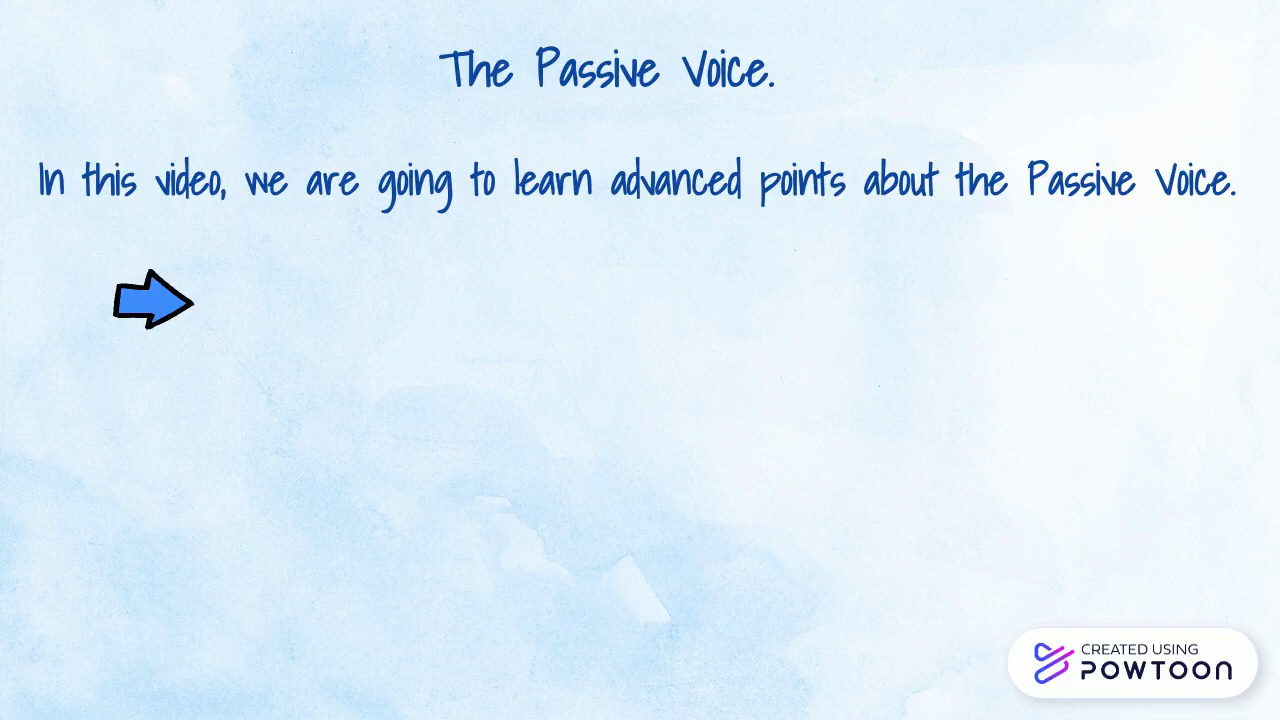 The Passive Voice.
In this video, we are going to learn advanced points about the Passive Voice.
CREATED USING
POWTOON